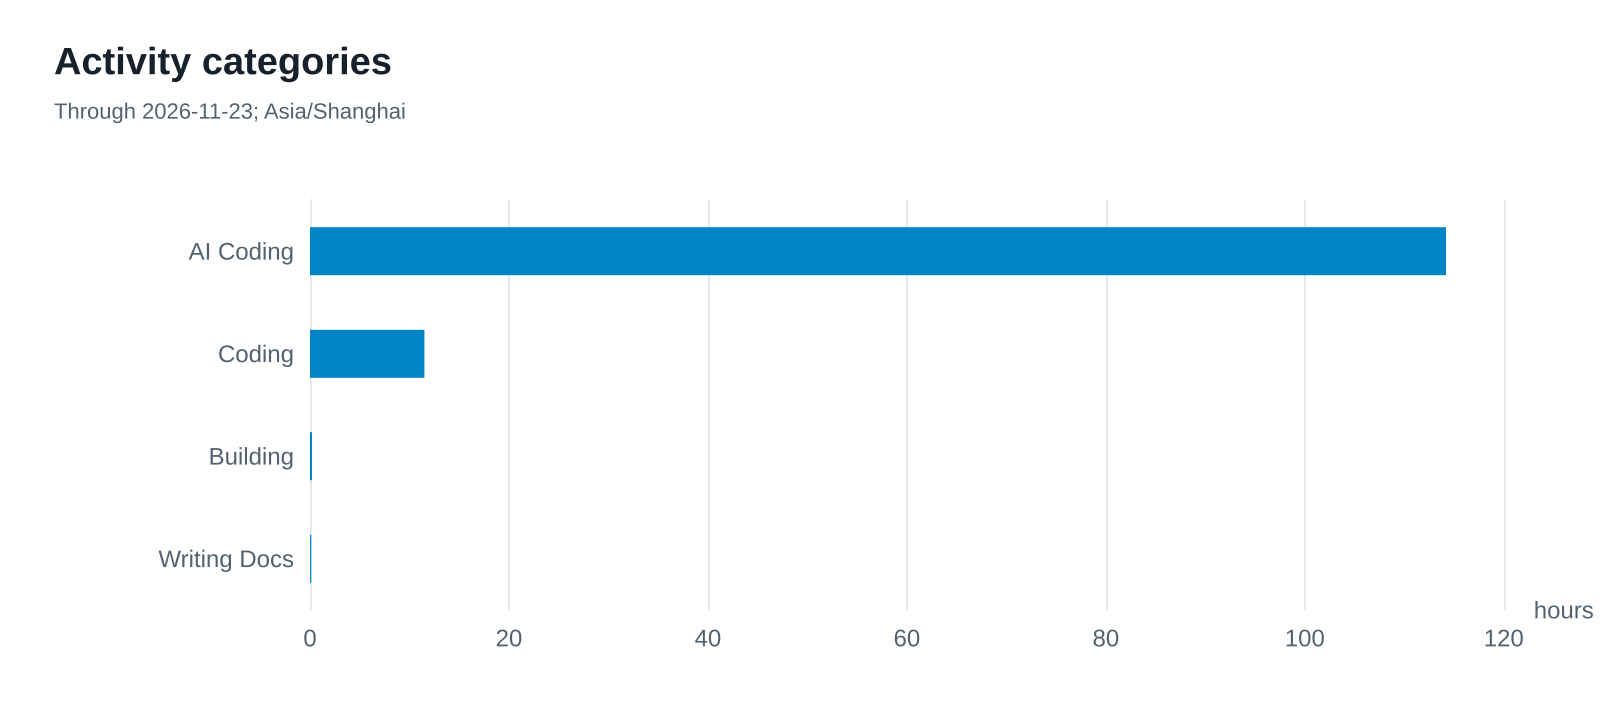 Activity categories
Through 2026-11-23; Asia/Shanghai
AI Coding
Coding
Building
Writing Docs
hours
0 20 40 60 80 100 120